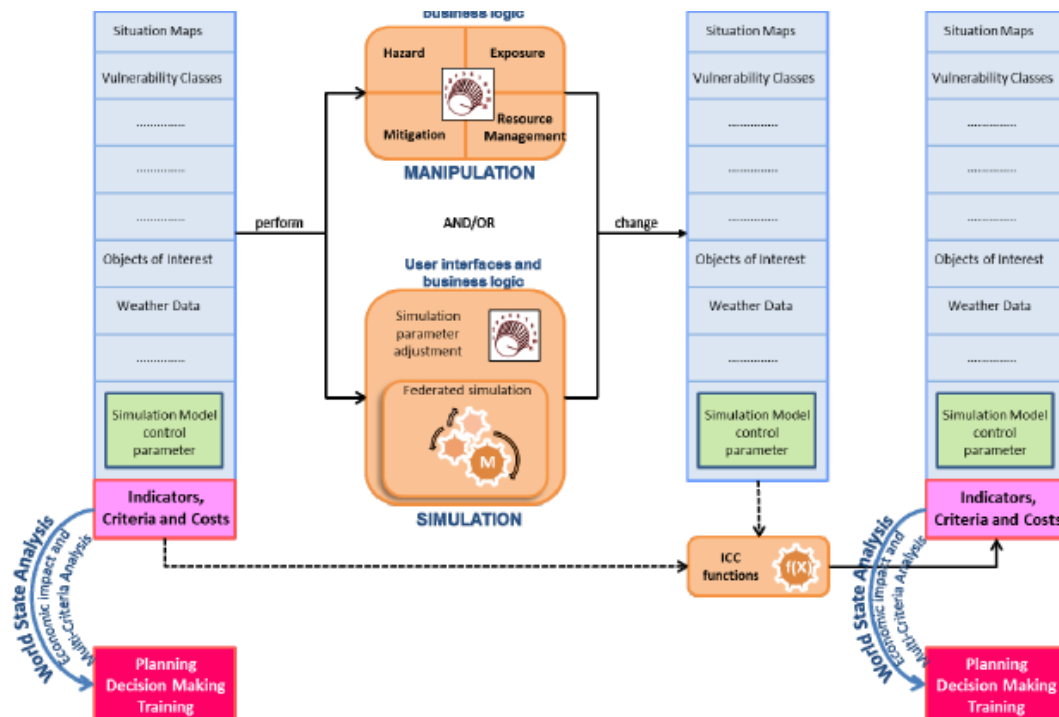 Situation Maps
Vulnerability Classes
..............
..............
..............
Objects of Interest
Weather Data
..............
Simulation Model
control
parameter
Indicators,
Criteria and Costs
World State Analysis
Economic impact and
Multi-Criteria Analysis
Planning
Decision Making
Training
perform
business logic
Hazard
Exposure
Mitigation
Resource
Management
MANIPULATION
AND/OR
User interfaces and
business logic
Simulation
parameter
adjustment
Federated simulation
M
SIMULATION
change
Situation Maps
Vulnerability Classes
..............
..............
..............
Objects of Interest
Weather Data
..............
Simulation Model
control
parameter
ICC
functions
f(X)
Situation Maps
Vulnerability Classes
..............
..............
..............
Objects of Interest
Weather Data
..............
Simulation Model
control
parameter
Indicators,
Criteria and Costs
World State Analysis
Economic impact and
Multi-Criteria Analysis
Planning
Decision Making
Training